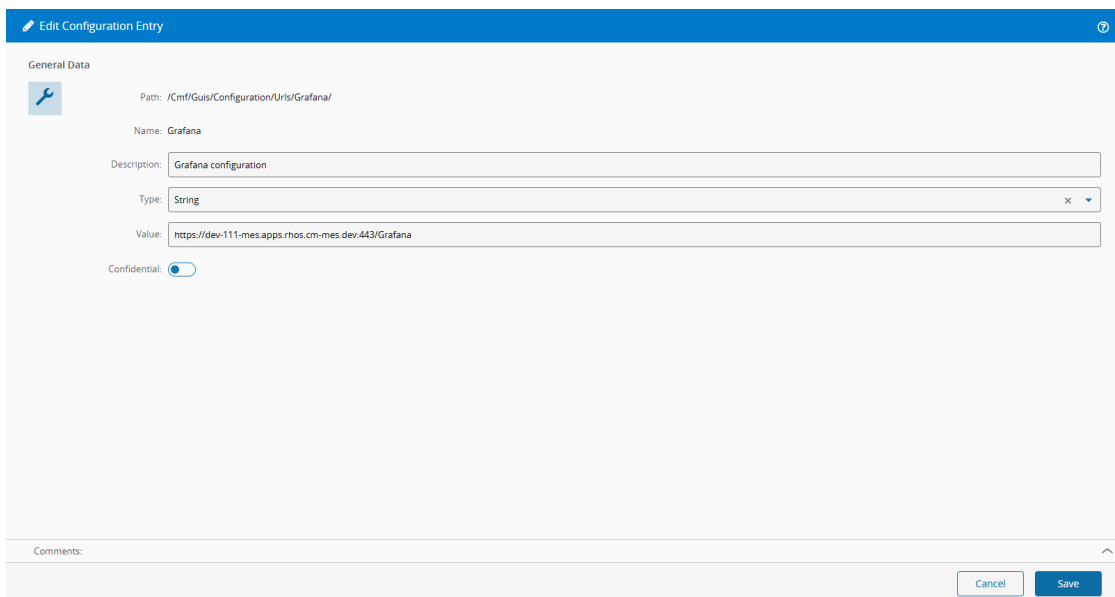 Edit Configuration Entry
General Data
Path: /Cmf/Guis/Configuration/Urls/Grafana/
Name: Grafana
Description: Grafana configuration
Type: String
Value: https://dev-111-mes.apps.rhos.cm-mes.dev:443/Grafana
Confidential:
Comments:
Cancel Save